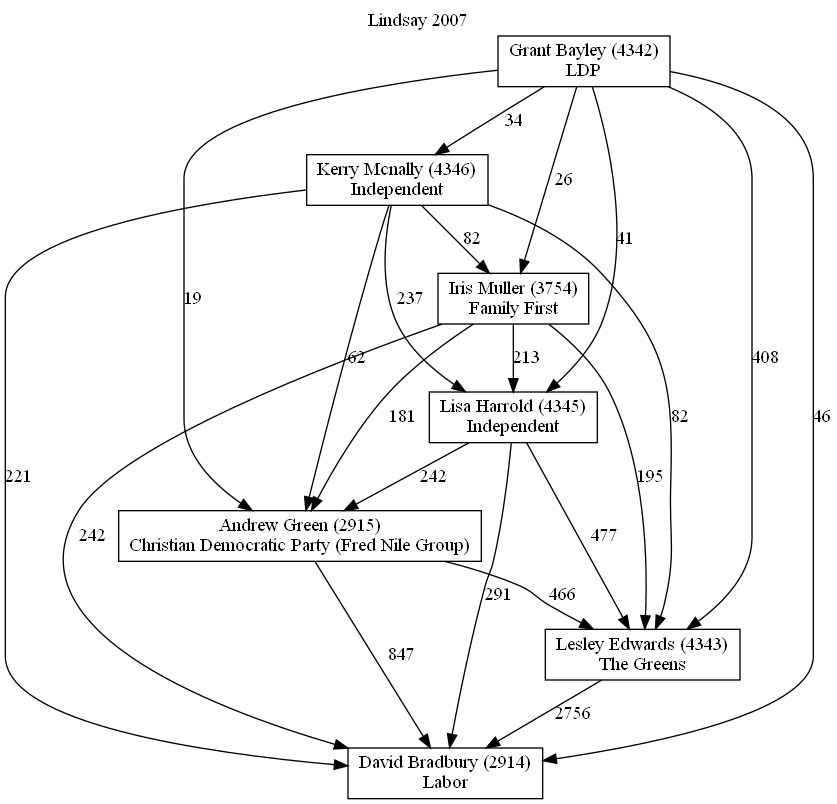 Lindsay 2007
Grant Bayley (4342)
LDP
34
Kerry Mcnally (4346)
Independent
26
82
41
Iris Muller (3754)
Family First
19
237
62
213
408
Lisa Harrold (4345)
Independent
181
82
46
221
242
195
Andrew Green (2915)
Christian Democratic Party (Fred Nile Group)
242
477
291
466
Lesley Edwards (4343)
The Greens
847
2756
David Bradbury (2914)
Labor